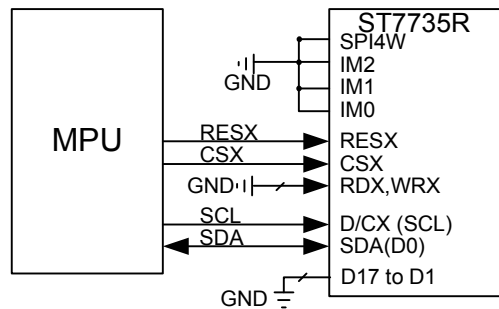 ST7735R
SPI4W
IM2
GND
IM1
IM0
MPU
RESX
RESX
CSX
CSX
GND
RDX,WRX
SCL
D/CX (SCL)
SDA
SDA(D0)
D17 to D1
GND